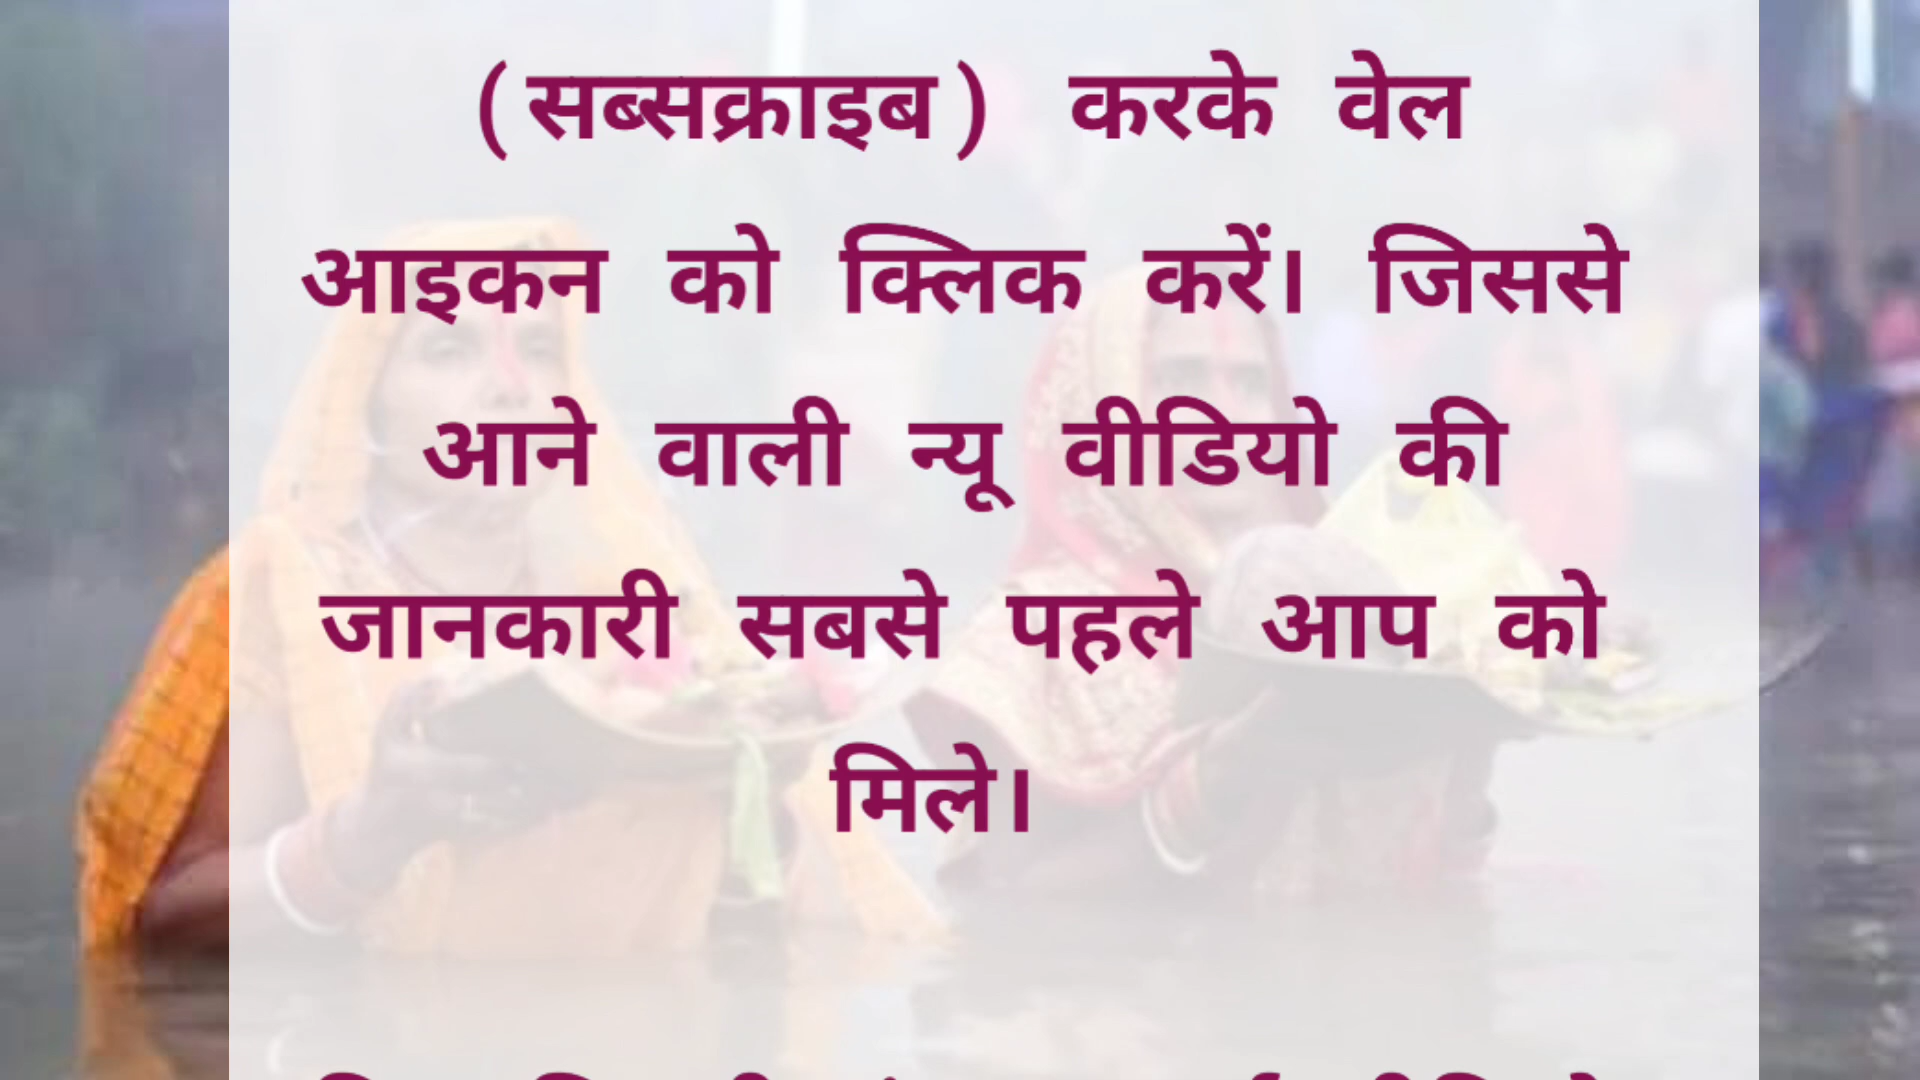 (सब्सक्राइब) करके वेल
आइकन को क्लिक करें। जिससे
आने वाली न्यू वीडियो की
जानकारी सबसे पहले आप को
मिले।